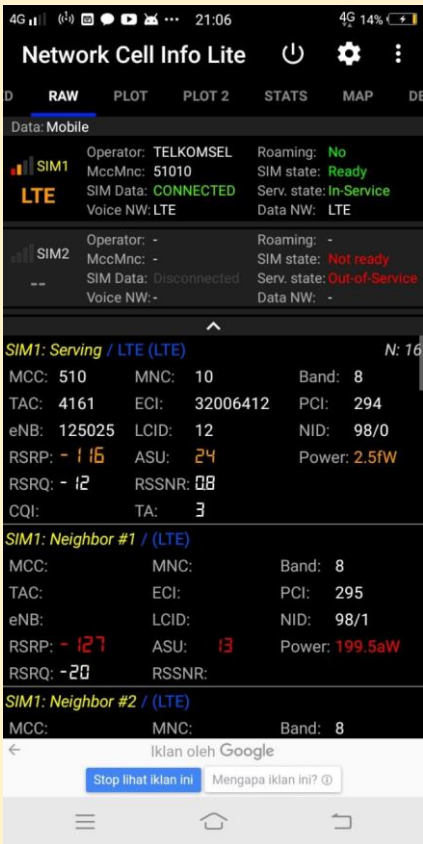 4G 21:06 4G 14%
Network Cell Info Lite
D RAW PLOT PLOT 2 STATS MAP DE
Data: Mobile
SIM1
LTE
Operator: TELKOMSEL Roaming: No
MccMnc: 51010 SIM state: Ready
SIM Data: CONNECTED Serv. state: In-Service
Voice NW: LTE Data NW: LTE
SIM2
--
Operator: - Roaming: -
MccMnc: - SIM state: Not ready
SIM Data: Disconnected Serv. state: Out-of-Service
Voice NW: - Data NW: -
SIM1: Serving / LTE (LTE) N: 16
MCC: 510 MNC: 10 Band: 8
TAC: 4161 ECI: 32006412 PCI: 294
eNB: 125025 LCID: 12 NID: 98/0
RSRP: -116 ASU: 24 Power: 2.5fW
RSRQ: -12 RSSNR: 0.8
CQI: TA: 3
SIM1: Neighbor #1 / (LTE)
MCC: MNC: Band: 8
TAC: ECI: PCI: 295
eNB: LCID: NID: 98/1
RSRP: -127 ASU: 13 Power: 199.5aW
RSRQ: -20 RSSNR:
SIM1: Neighbor #2 / (LTE)
MCC: MNC: Band: 8
Iklan oleh Google
Stop lihat iklan ini Mengapa iklan ini?